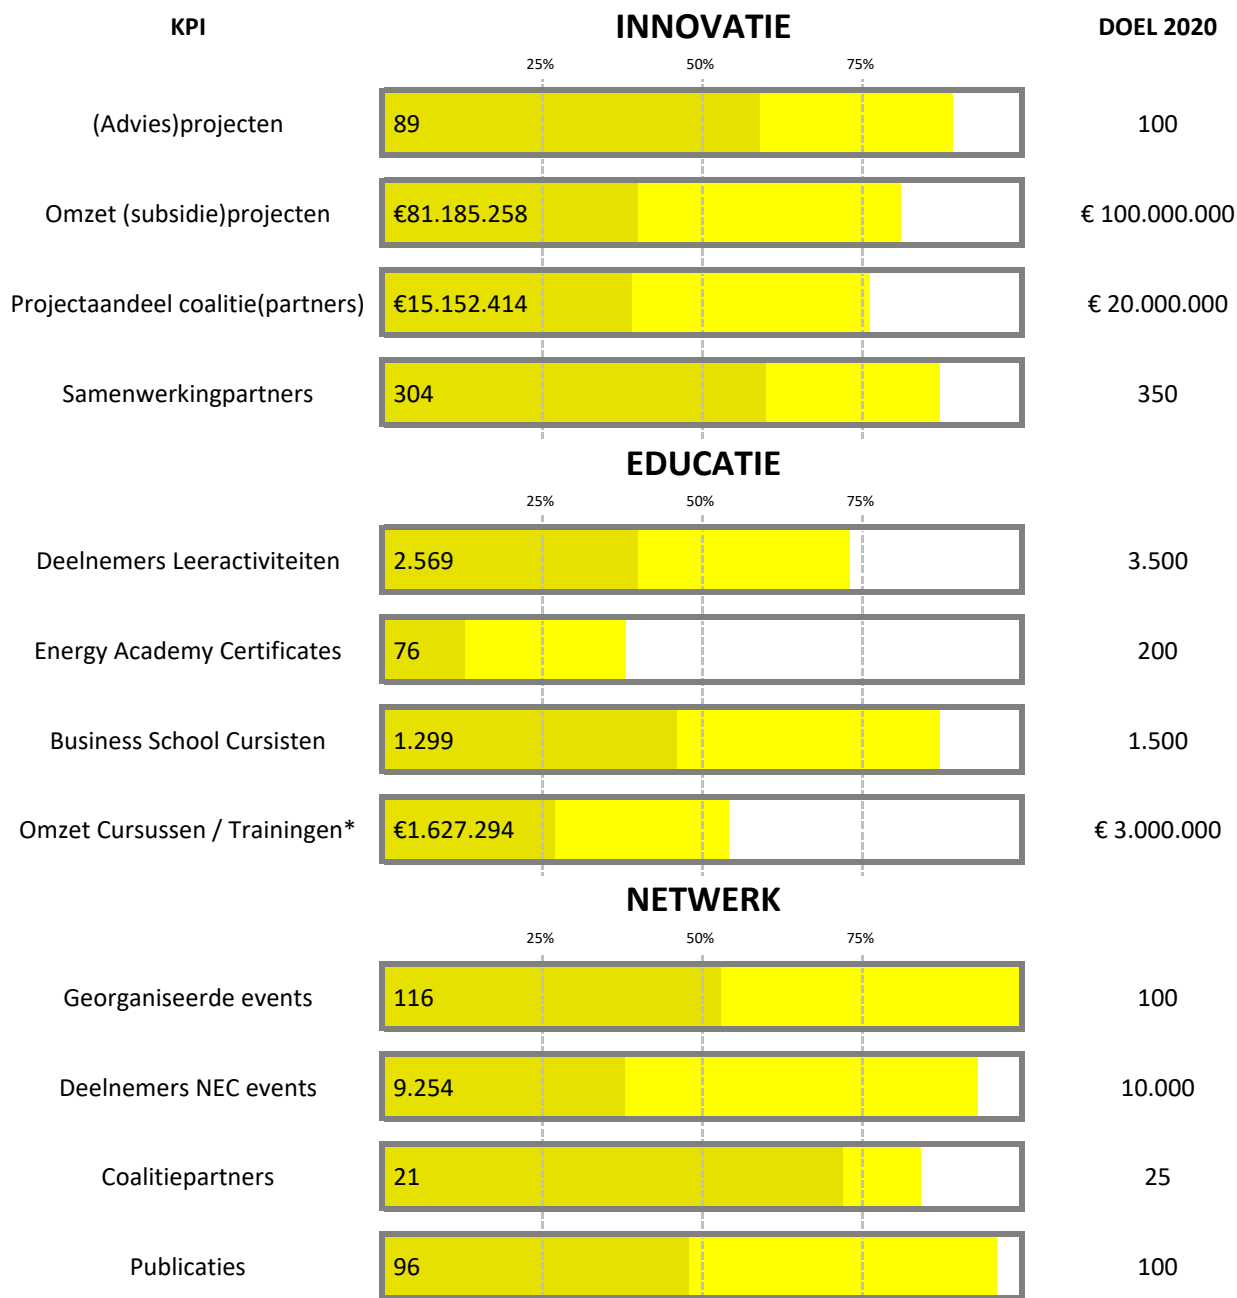 KPI INNOVATIE DOEL 2020
25% 50% 75%
(Advies)projecten 89 100
Omzet (subsidie)projecten €81.185.258 € 100.000.000
Projectaandeel coalitie(partners) €15.152.414 € 20.000.000
Samenwerkingpartners 304 350
EDUCATIE
25% 50% 75%
Deelnemers Leeractiviteiten 2.569 3.500
Energy Academy Certificates 76 200
Business School Cursisten 1.299 1.500
Omzet Cursussen / Trainingen* €1.627.294 € 3.000.000
NETWERK
25% 50% 75%
Georganiseerde events 116 100
Deelnemers NEC events 9.254 10.000
Coalitiepartners 21 25
Publicaties 96 100